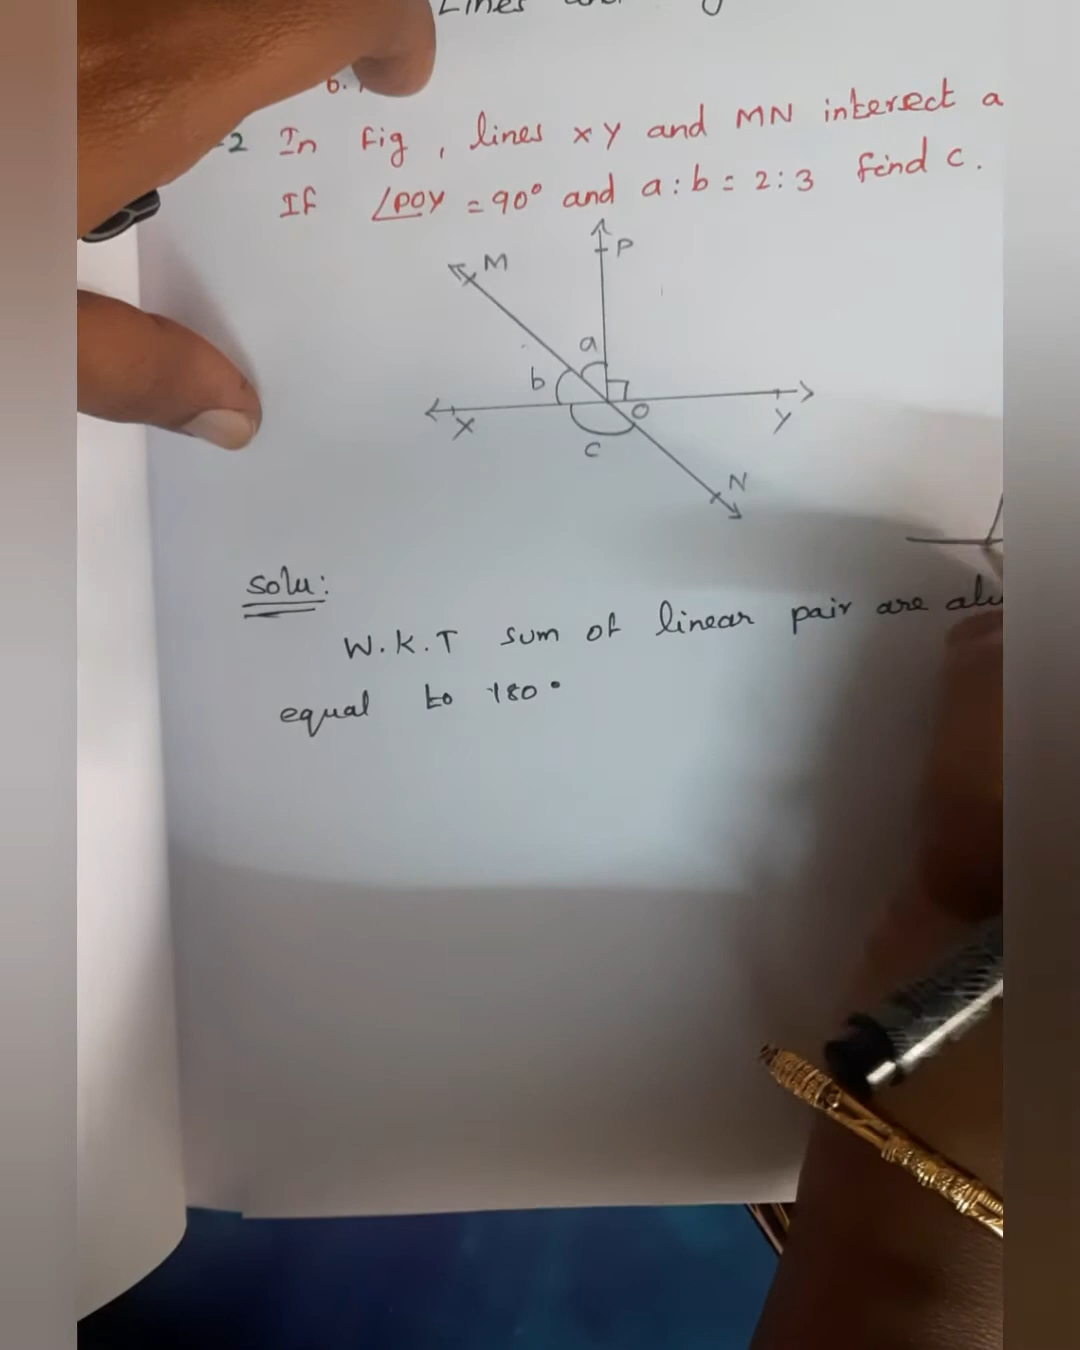 Lines
6.
2 In fig, lines XY and MN interect a
If ∠POY = 90° and a:b = 2:3 find c.
M
P
a
b
X
O
Y
c
N
Solu:
W.K.T sum of linear pair are
equal to 180°